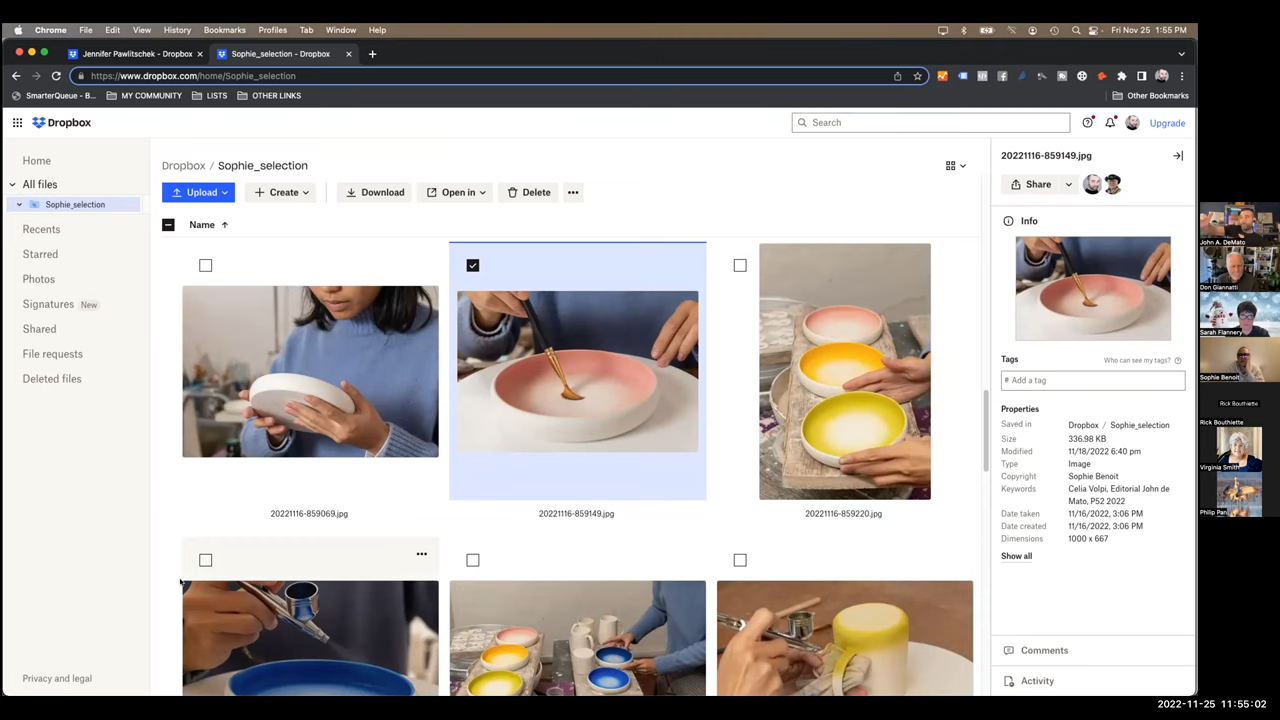 Chrome File Edit View History Bookmarks Profiles Tab Window Help Fri Nov 25 1:55 PM
Jennifer Pawlitschek - Dropbox Sophie_selection - Dropbox
https://www.dropbox.com/home/Sophie_selection
SmarterQueue - B... MY COMMUNITY LISTS OTHER LINKS Other Bookmarks
Dropbox Search Upgrade
Home
All files
Sophie_selection
Recents
Starred
Photos
Signatures New
Shared
File requests
Deleted files
Privacy and legal
Dropbox / Sophie_selection
Upload Create Download Open in Delete
Name
20221116-859069.jpg
20221116-859149.jpg
20221116-859220.jpg
20221116-859149.jpg
Share
Info
Tags Who can see my tags?
# Add a tag
Properties
Saved in Dropbox / Sophie_selection
Size 336.98 KB
Modified 11/18/2022 6:40 pm
Type Image
Copyright Sophie Benoit
Keywords Celia Volpi, Editorial John de
Mato, P52 2022
Date taken 11/16/2022, 3:06 PM
Date created 11/16/2022, 3:06 PM
Dimensions 1000 x 667
Show all
Comments
Activity
John A. DeMato
Don Giannatti
Sarah Flannery
Sophie Benoit
Rick Bouthiette
Rick Bouthiette
Virginia Smith
Philip Pan
2022-11-25 11:55:02